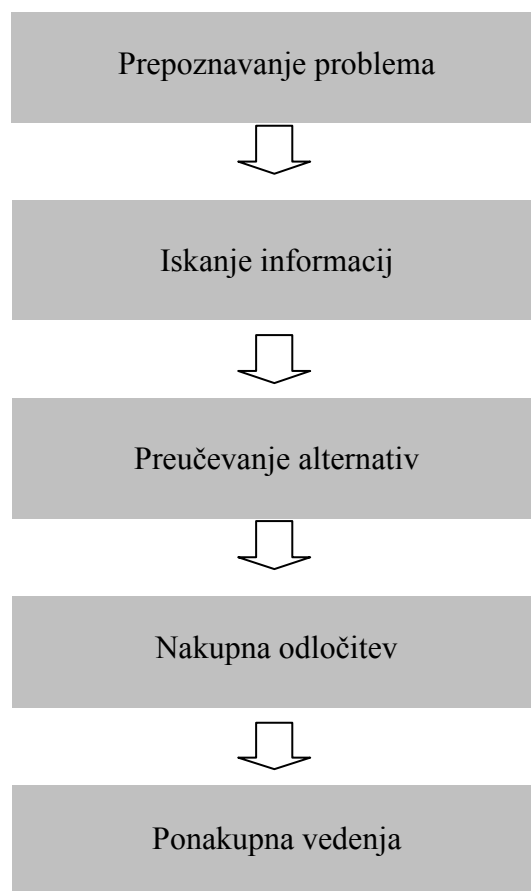 Prepoznavanje problema
Iskanje informacij
Preučevanje alternativ
Nakupna odločitev
Ponakupna vedenja